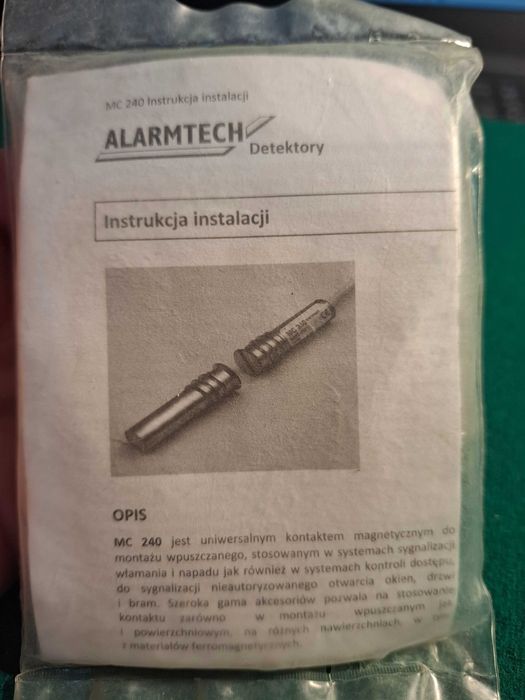 MC 240 Instrukcja instalacji
ALARMTECH
Detektory
Instrukcja instalacji
MC 240
OPIS
MC 240 jest uniwersalnym kontaktem magnetycznym do
montażu wpuszczanego, stosowanym w systemach sygnalizacji
włamania i napadu jak również w systemach kontroli dostępu,
do sygnalizacji nieautoryzowanego otwarcia okien, drzwi
i bram. Szeroka gama akcesoriów pozwala na stosowanie
kontaktu zarówno w montażu wpuszczanym jak
i powierzchniowym, na różnych nawierzchniach, w tym
z materiałów ferromagnetycznych.